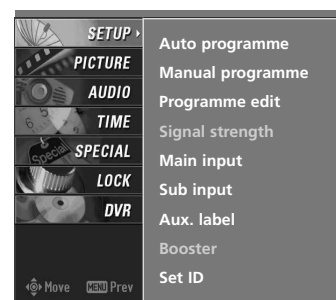 SETUP
PICTURE
AUDIO
TIME
SPECIAL
LOCK
DVR
Move MENU Prev
Auto programme
Manual programme
Programme edit
Signal strength
Main input
Sub input
Aux. label
Booster
Set ID